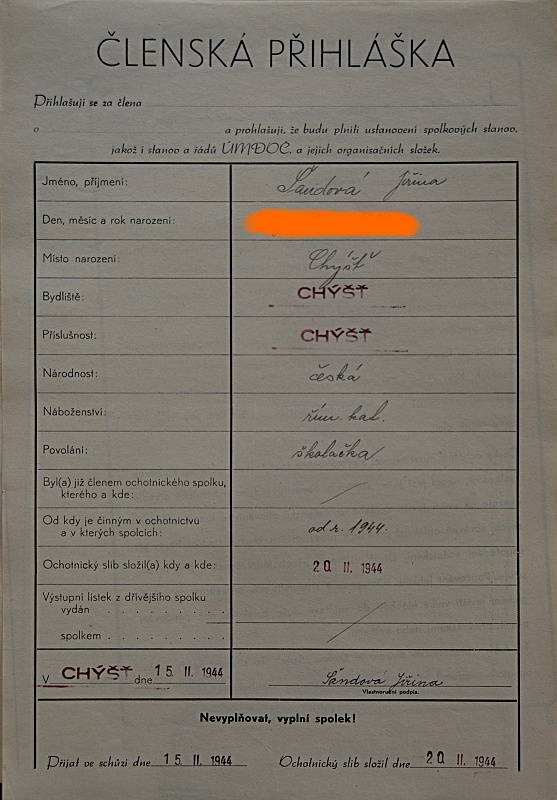 ČLENSKÁ PŘIHLÁŠKA
Přihlašuji se za člena
v a prohlašuji, že budu plniti ustanovení spolkových stanov,
jakož i stanov a řádů ÚMDOČ, a jejich organisačních složek.
Jméno, příjmení: Šandová Jiřina
Den, měsíc a rok narození:
Místo narození: Chýšť
Bydliště: CHÝŠŤ
Příslušnost: CHÝŠŤ
Národnost: česká
Náboženství: řím. kat.
Povolání: školačka
Byl(a) již členem ochotnického spolku,
kterého a kde:
Od kdy je činným v ochotnictvu
a v kterých spolcích: od r. 1944.
Ochotnický slib složil(a) kdy a kde: 20 II. 1944
Výstupní lístek z dřívějšího spolku
vydán . . . . . . . . .
spolkem . . . . . . . . .
V CHÝŠŤ dne 15 II. 1944 Šándová Jiřina
Vlastnoruční podpis.
Nevyplňovat, vyplní spolek!
Přijat ve schůzi dne 15 II. 1944 Ochotnický slib složil dne 20 II. 1944